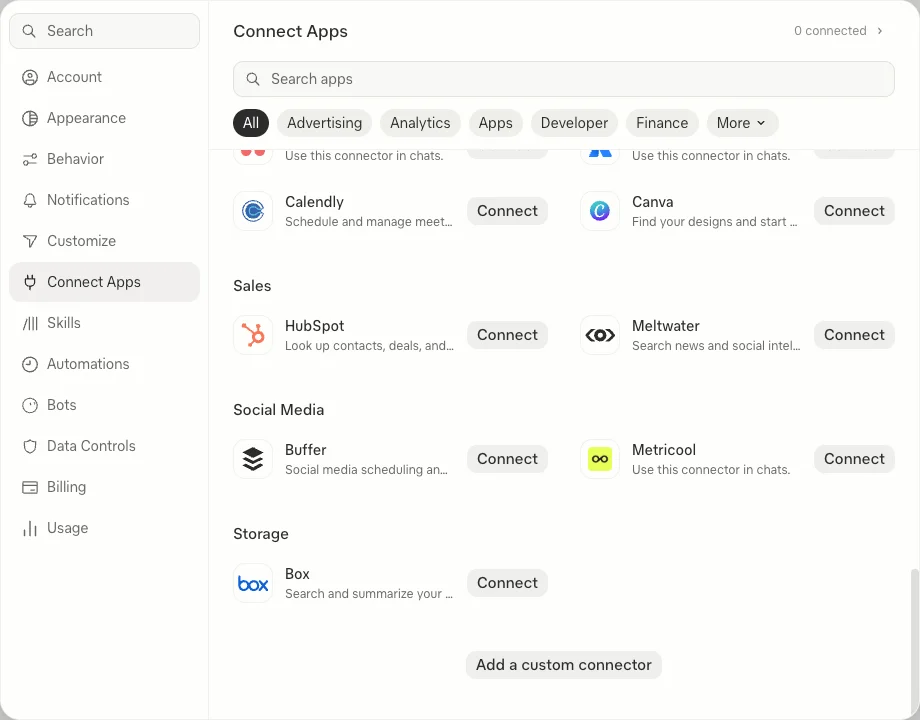 Search
Account
Appearance
Behavior
Notifications
Customize
Connect Apps
Skills
Automations
Bots
Data Controls
Billing
Usage
Connect Apps
0 connected
Search apps
All Advertising Analytics Apps Developer Finance More
Use this connector in chats.
Use this connector in chats.
Calendly
Schedule and manage meet…
Connect
Canva
Find your designs and start …
Connect
Sales
HubSpot
Look up contacts, deals, and…
Connect
Meltwater
Search news and social intel…
Connect
Social Media
Buffer
Social media scheduling an…
Connect
Metricool
Use this connector in chats.
Connect
Storage
box
Box
Search and summarize your …
Connect
Add a custom connector